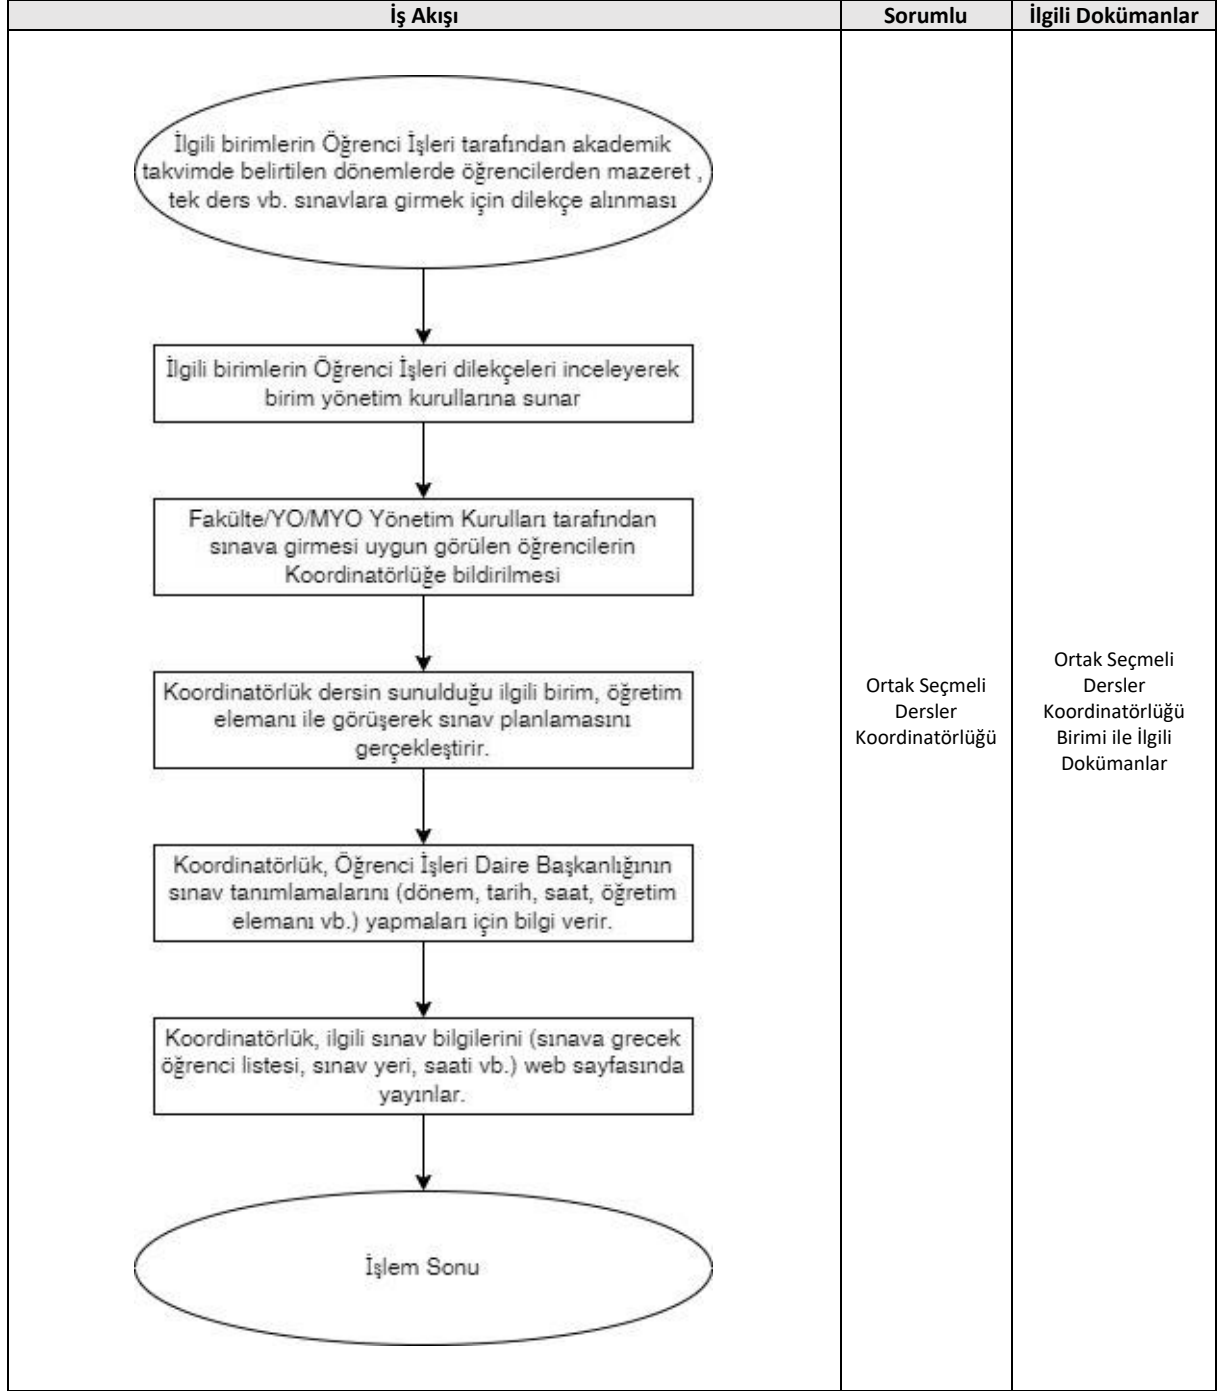 İş Akışı
Sorumlu
İlgili Dokümanlar
İlgili birimlerin Öğrenci İşleri tarafından akademik
takvimde belirtilen dönemlerde öğrencilerden mazeret ,
tek ders vb. sınavlara girmek için dilekçe alınması
İlgili birimlerin Öğrenci İşleri dilekçeleri inceleyerek
birim yönetim kurullarına sunar
Fakülte/YO/MYO Yönetim Kurulları tarafından
sınava girmesi uygun görülen öğrencilerin
Koordinatörlüğe bildirilmesi
Koordinatörlük dersin sunulduğu ilgili birim, öğretim
elemanı ile görüşerek sınav planlamasını
gerçekleştirir.
Koordinatörlük, Öğrenci İşleri Daire Başkanlığının
sınav tanımlamalarını (dönem, tarih, saat, öğretim
elemanı vb.) yapmaları için bilgi verir.
Koordinatörlük, ilgili sınav bilgilerini (sınava grecek
öğrenci listesi, sınav yeri, saati vb.) web sayfasında
yayınlar.
İşlem Sonu
Ortak Seçmeli
Dersler
Koordinatörlüğü
Ortak Seçmeli
Dersler
Koordinatörlüğü
Birimi ile İlgili
Dokümanlar